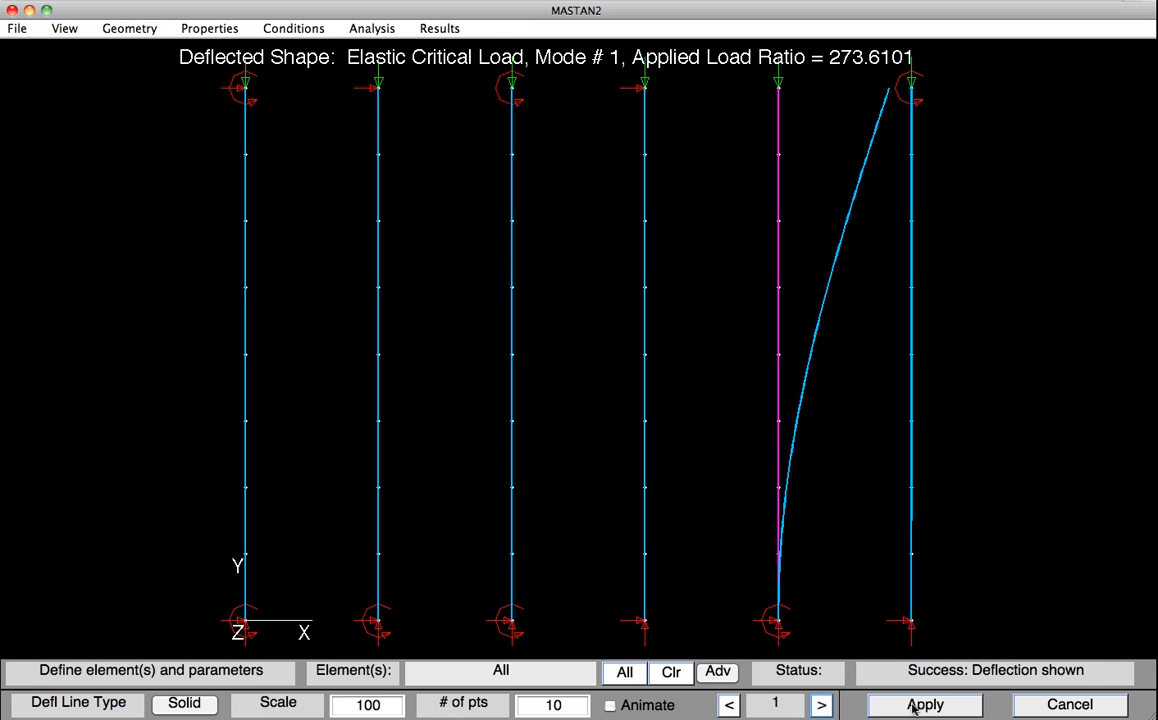 MASTAN2
File View Geometry Properties Conditions Analysis Results
Deflected Shape: Elastic Critical Load, Mode # 1, Applied Load Ratio = 273.6101
Y
Z X
Define element(s) and parameters Element(s): All All Clr Adv Status: Success: Deflection shown
Defl Line Type Solid Scale 100 # of pts 10 Animate < 1 > Apply Cancel